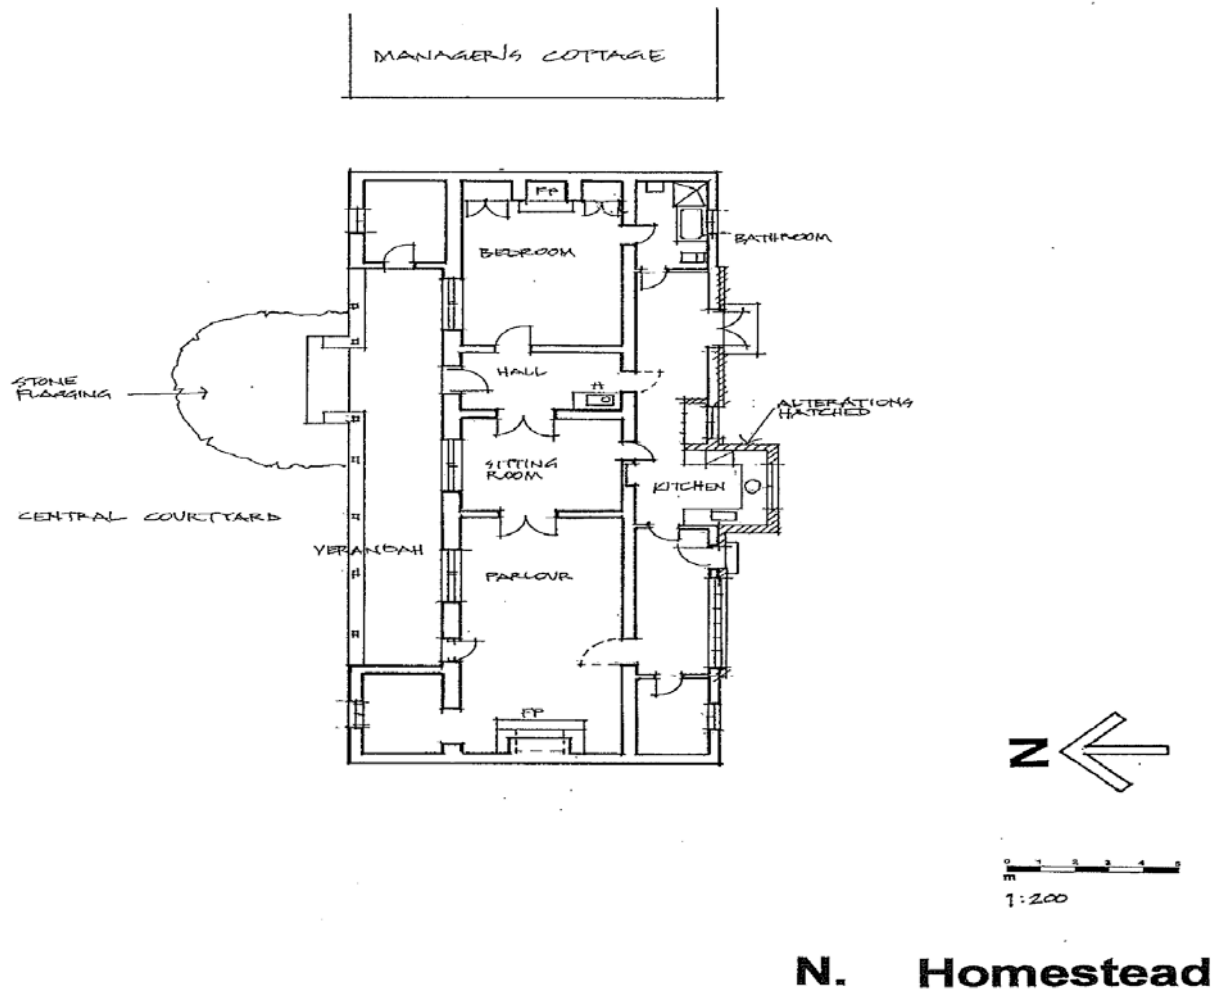 MANAGER'S COTTAGE
FP
BEDROOM
BATHROOM
HALL
H
STONE
FLAGGING
ALTERATIONS
HATCHED
SITTING
ROOM
KITCHEN
CENTRAL COURTYARD
VERANDAH
PARLOUR
FP
N
0 1 2 3 4 5
m
1:200
N. Homestead